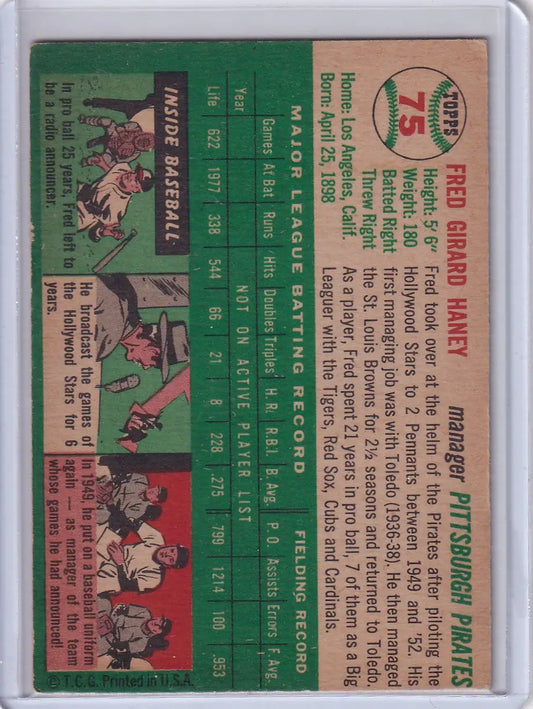 TOPPS
75
FRED GIRARD HANEY
manager PITTSBURGH PIRATES
Height: 5' 6"
Weight: 180
Batted Right
Threw Right
Home: Los Angeles, Calif.
Born: April 25, 1898
Fred took over at the helm of the Pirates after piloting the
Hollywood Stars to 2 Pennants between 1949 and '52. His
first managing job was with Toledo (1936-38). He then managed
the St. Louis Browns for 2½ seasons and returned to Toledo.
As a player, Fred spent 21 years in pro ball, 7 of them as a Big
Leaguer with the Tigers, Red Sox, Cubs and Cardinals.
MAJOR LEAGUE BATTING RECORD FIELDING RECORD
Games At Bat Runs Hits Doubles Triples H. R. R.B.I. B. Avg. P. O. Assists Errors F. Avg.
Year NOT ON ACTIVE PLAYER LIST
Life 622 1977 338 544 66 21 8 228 .275 799 1214 100 .953
INSIDE BASEBALL
In pro ball 25 years, Fred left to
be a radio announcer.
He broadcast the games of
the Hollywood Stars for 6
years.
In 1949, he put on a baseball uniform
again — as manager of the team
whose games he had announced!
© T.C.G. Printed in U.S.A.